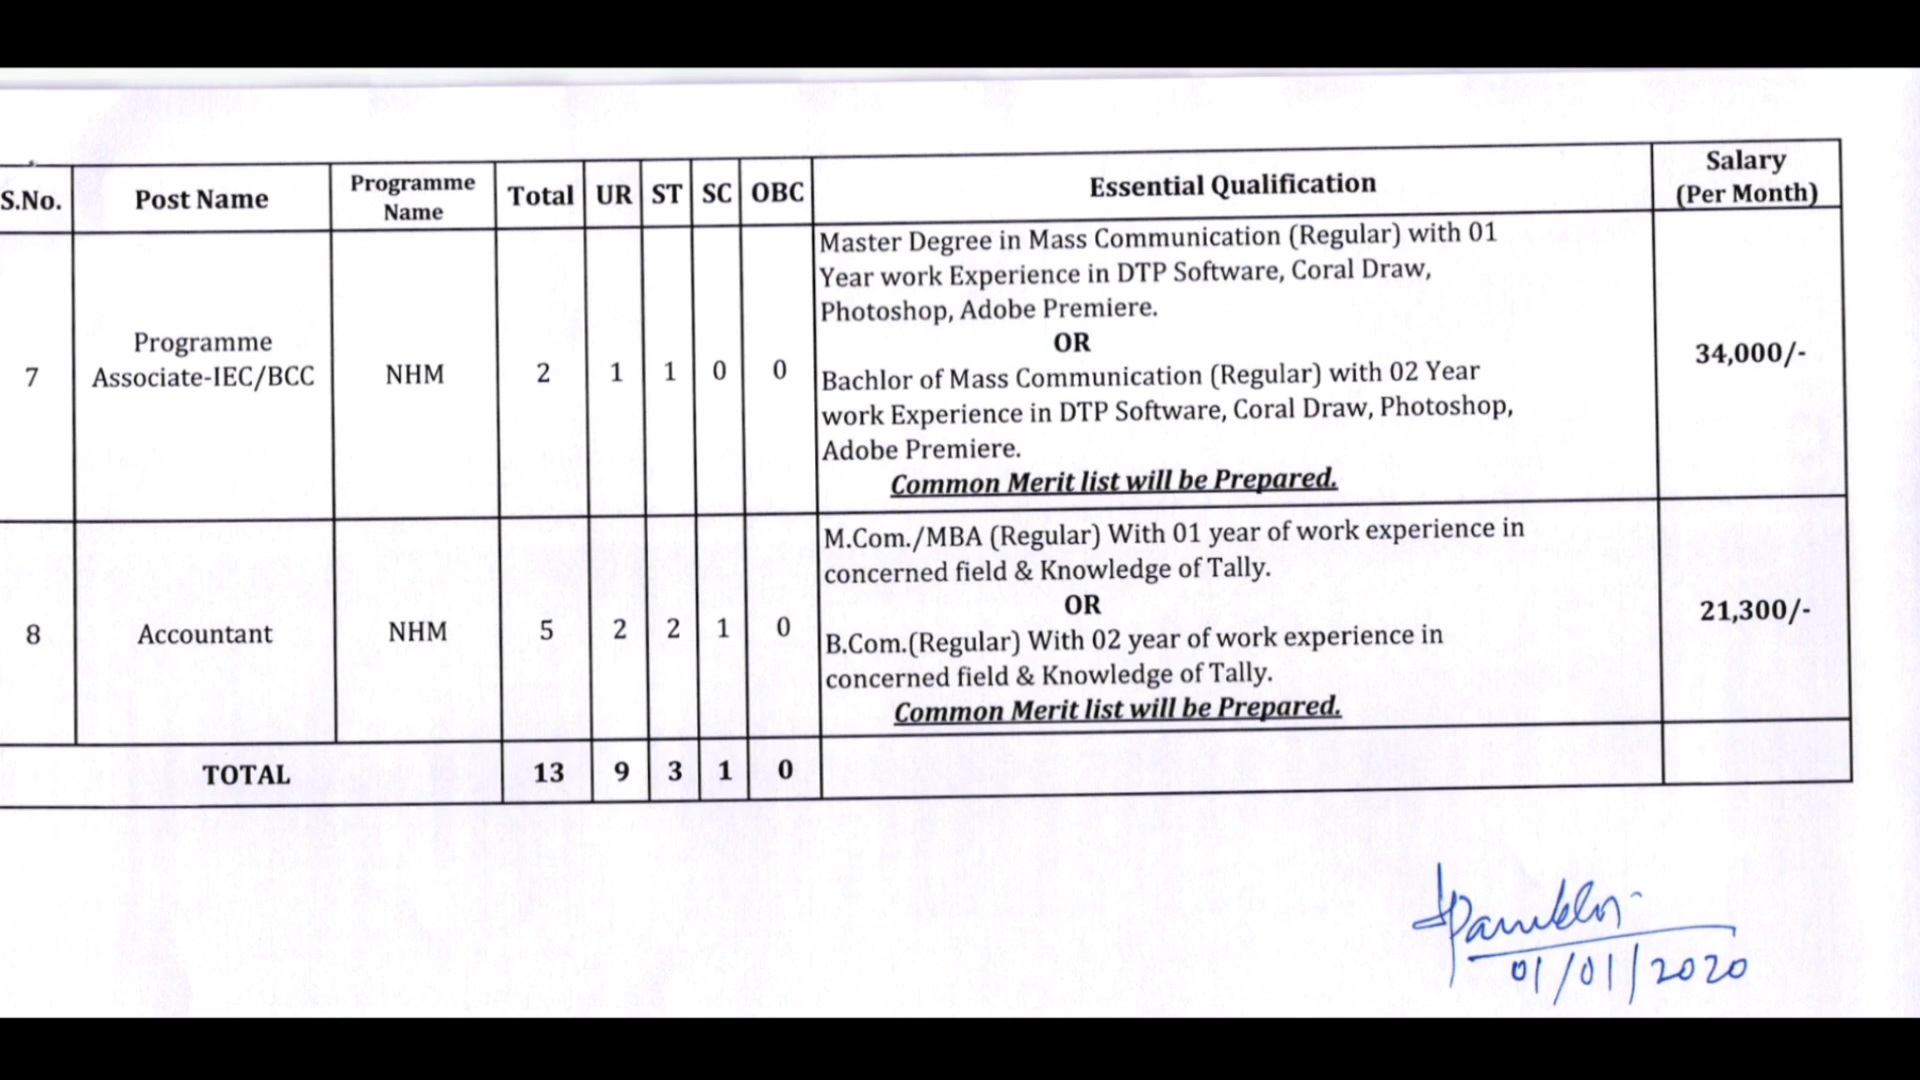 S.No. Post Name Programme Name Total UR ST SC OBC Essential Qualification Salary (Per Month)
7 Programme Associate-IEC/BCC NHM 2 1 1 0 0
Master Degree in Mass Communication (Regular) with 01
Year work Experience in DTP Software, Coral Draw,
Photoshop, Adobe Premiere.
OR
Bachlor of Mass Communication (Regular) with 02 Year
work Experience in DTP Software, Coral Draw, Photoshop,
Adobe Premiere.
Common Merit list will be Prepared.
34,000/-
8 Accountant NHM 5 2 2 1 0
M.Com./MBA (Regular) With 01 year of work experience in
concerned field & Knowledge of Tally.
OR
B.Com.(Regular) With 02 year of work experience in
concerned field & Knowledge of Tally.
Common Merit list will be Prepared.
21,300/-
TOTAL 13 9 3 1 0
01/01/2020